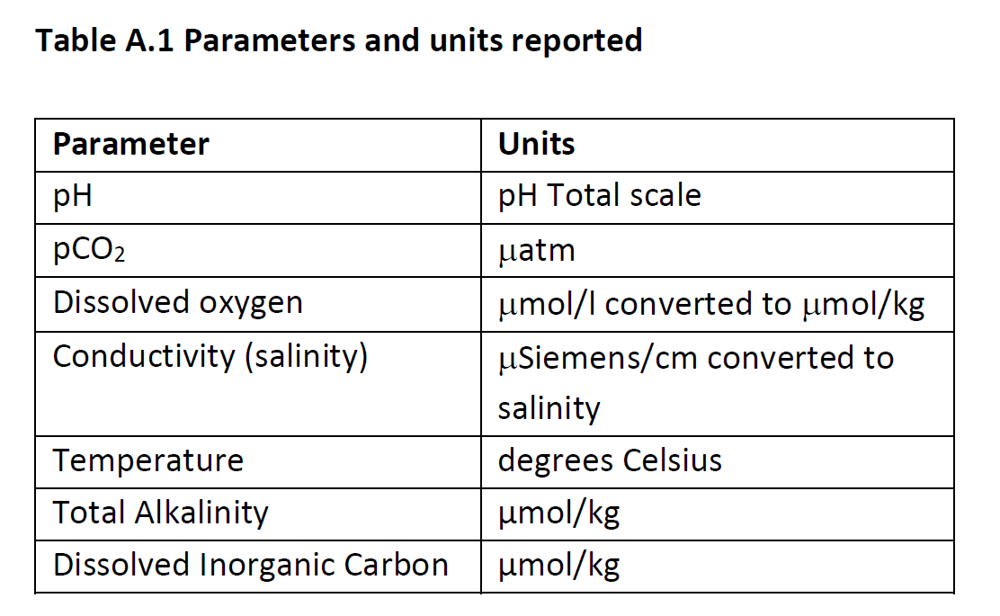 Table A.1 Parameters and units reported
Parameter Units
pH pH Total scale
pCO₂ μatm
Dissolved oxygen μmol/l converted to μmol/kg
Conductivity (salinity) μSiemens/cm converted to
salinity
Temperature degrees Celsius
Total Alkalinity µmol/kg
Dissolved Inorganic Carbon µmol/kg